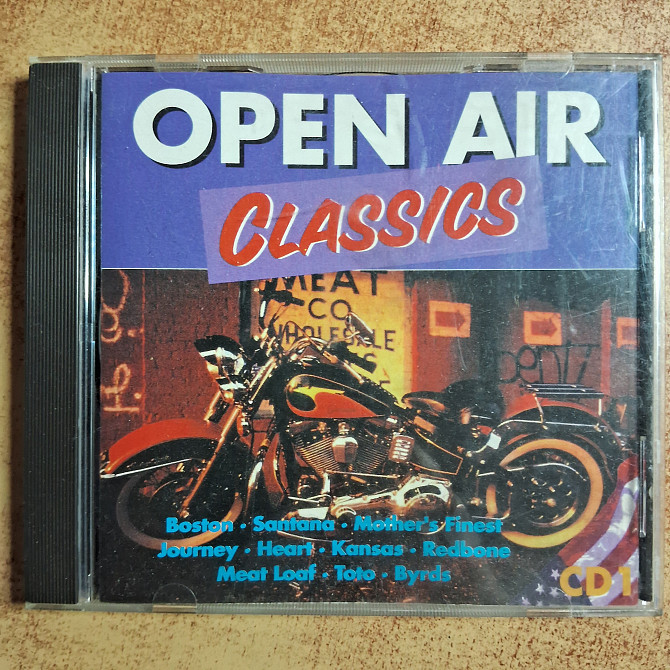 OPEN AIR
CLASSICS
MEAT
CO
WHOLESALE
Boston · Santana · Mother's Finest
Journey · Heart · Kansas · Redbone
Meat Loaf · Toto · Byrds
CD 1